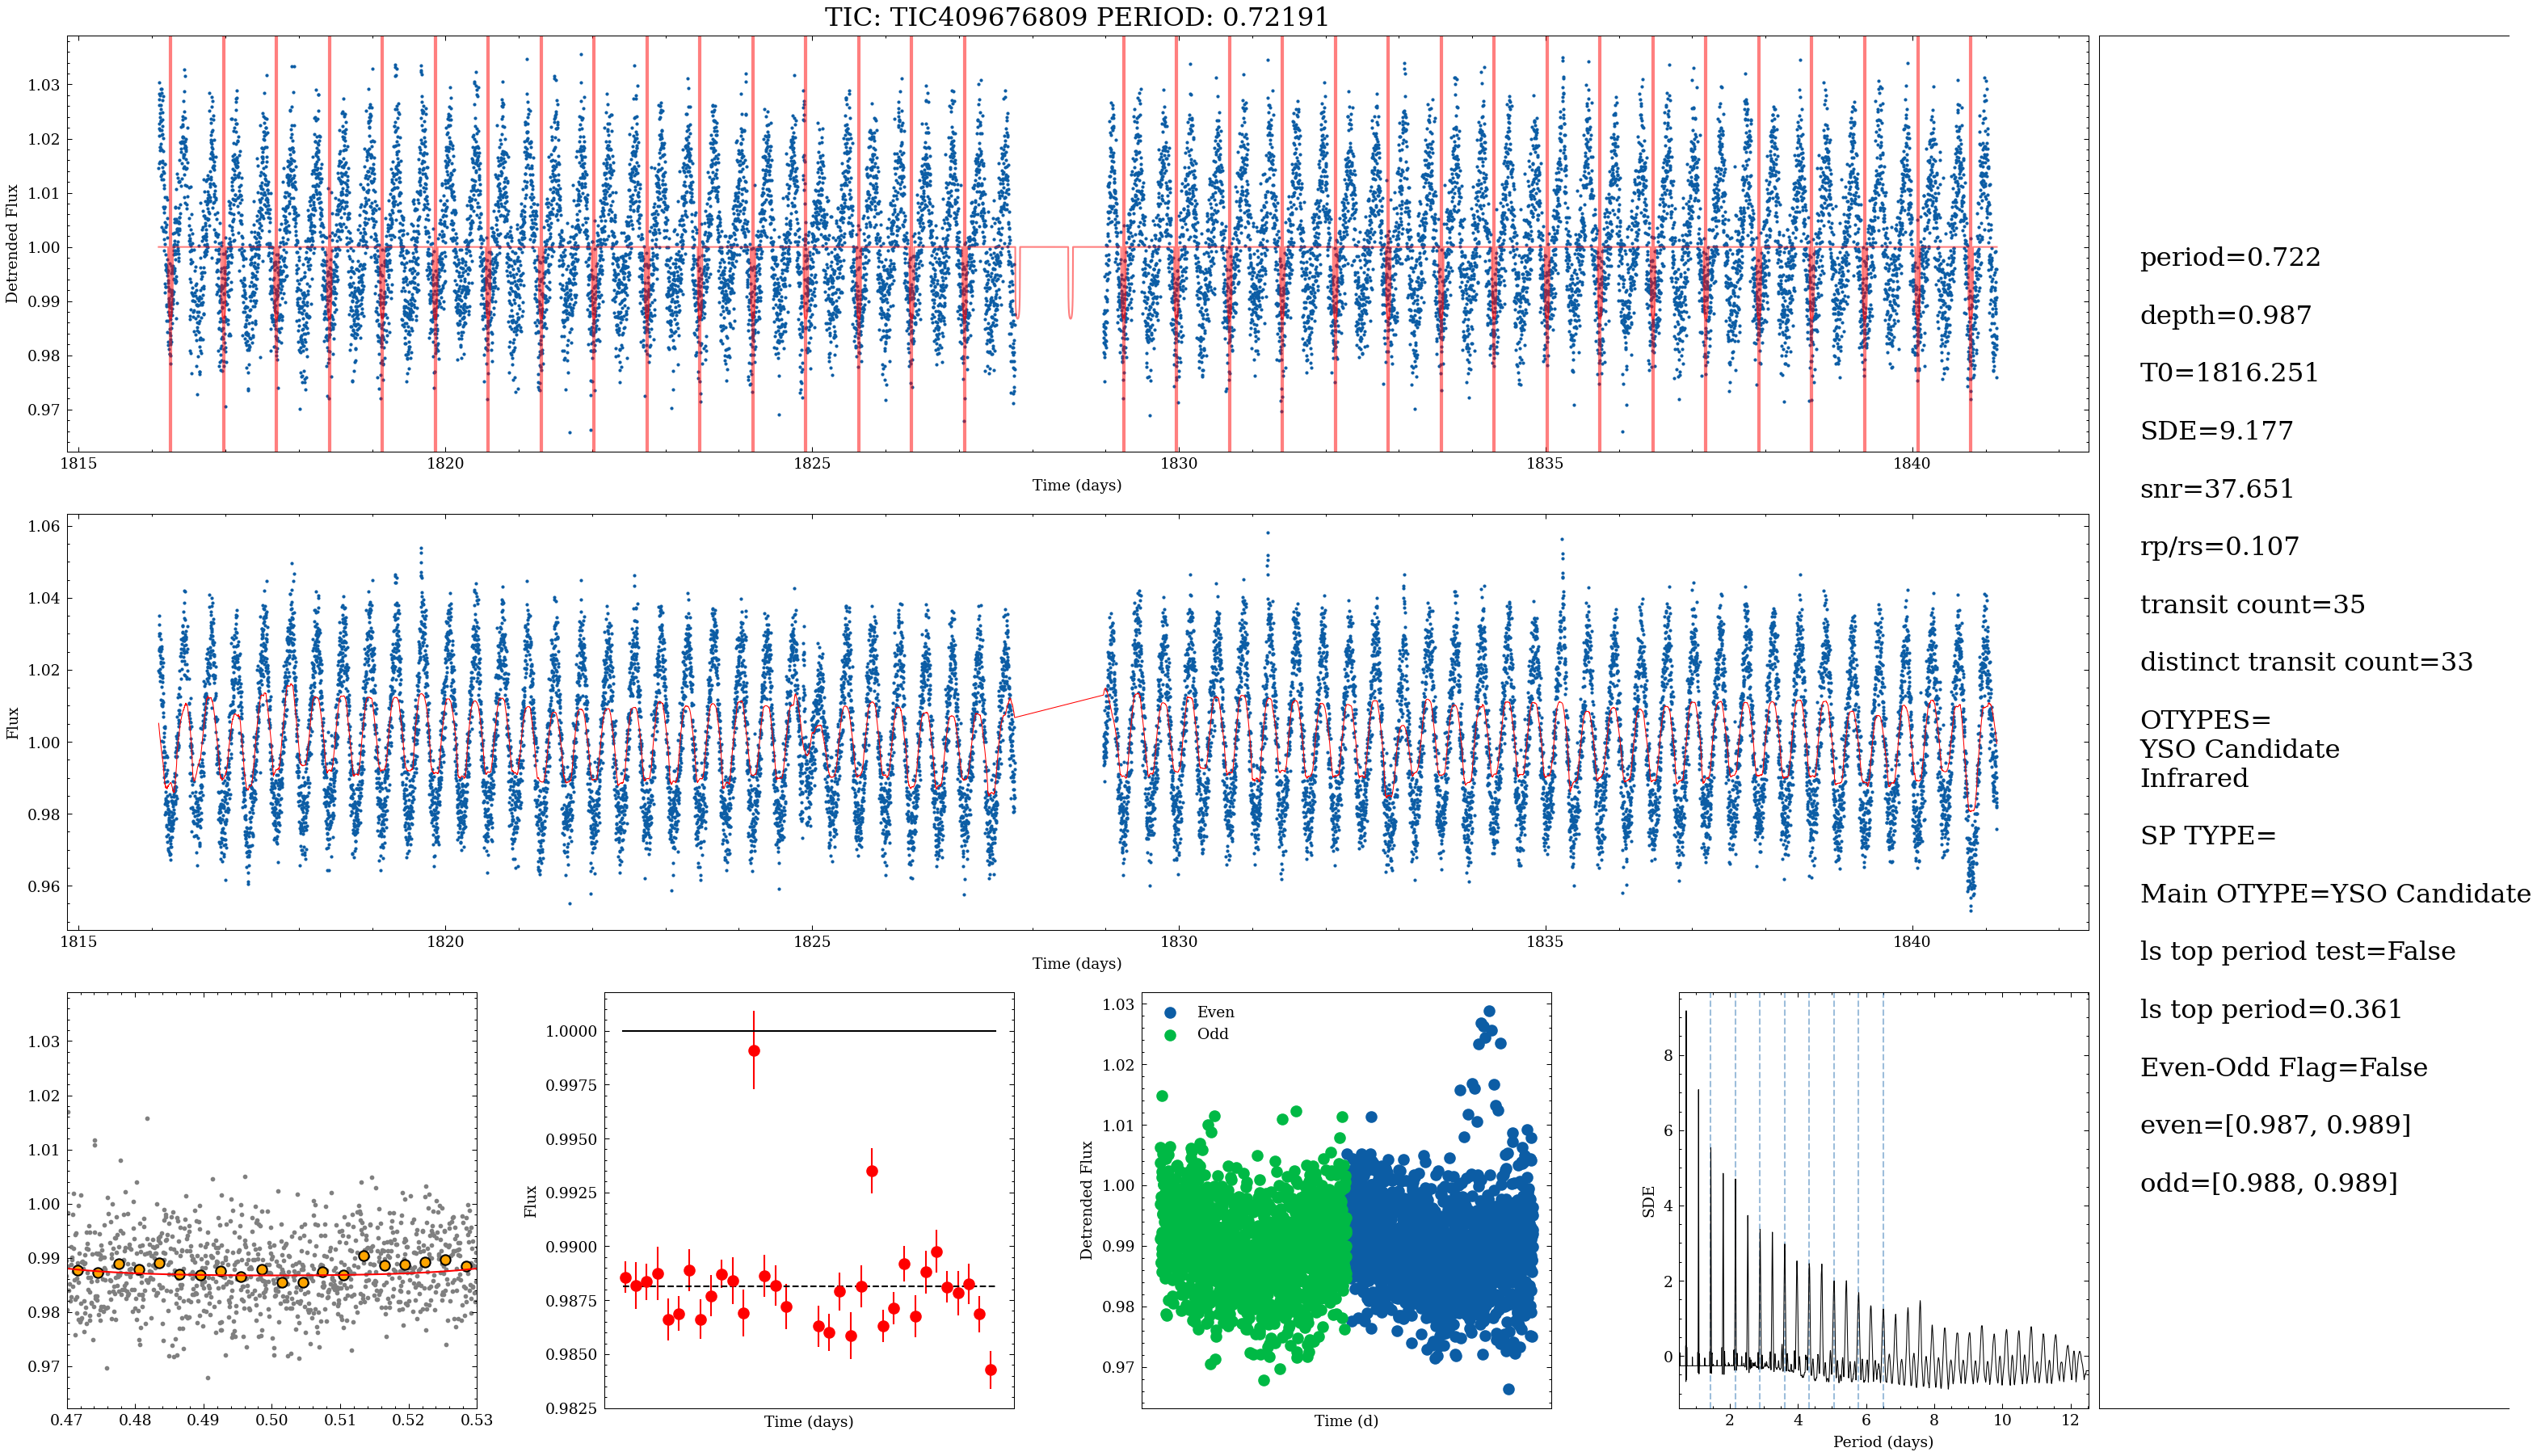 TIC: TIC409676809 PERIOD: 0.72191
Detrended Flux
1.03
1.02
1.01
1.00
0.99
0.98
0.97
1815
1820
1825
1830
1835
1840
Time (days)
Flux
1.06
1.04
1.02
1.00
0.98
0.96
1815
1820
1825
1830
1835
1840
Time (days)
1.03
1.02
1.01
1.00
0.99
0.98
0.97
0.47
0.48
0.49
0.50
0.51
0.52
0.53
Flux
1.0000
0.9975
0.9950
0.9925
0.9900
0.9875
0.9850
0.9825
Time (days)
Detrended Flux
1.03
1.02
1.01
1.00
0.99
0.98
0.97
Even
Odd
Time (d)
SDE
8
6
4
2
0
2
4
6
8
10
12
Period (days)
period=0.722
depth=0.987
T0=1816.251
SDE=9.177
snr=37.651
rp/rs=0.107
transit count=35
distinct transit count=33
OTYPES=
YSO Candidate
Infrared
SP TYPE=
Main OTYPE=YSO Candidate
ls top period test=False
ls top period=0.361
Even-Odd Flag=False
even=[0.987, 0.989]
odd=[0.988, 0.989]